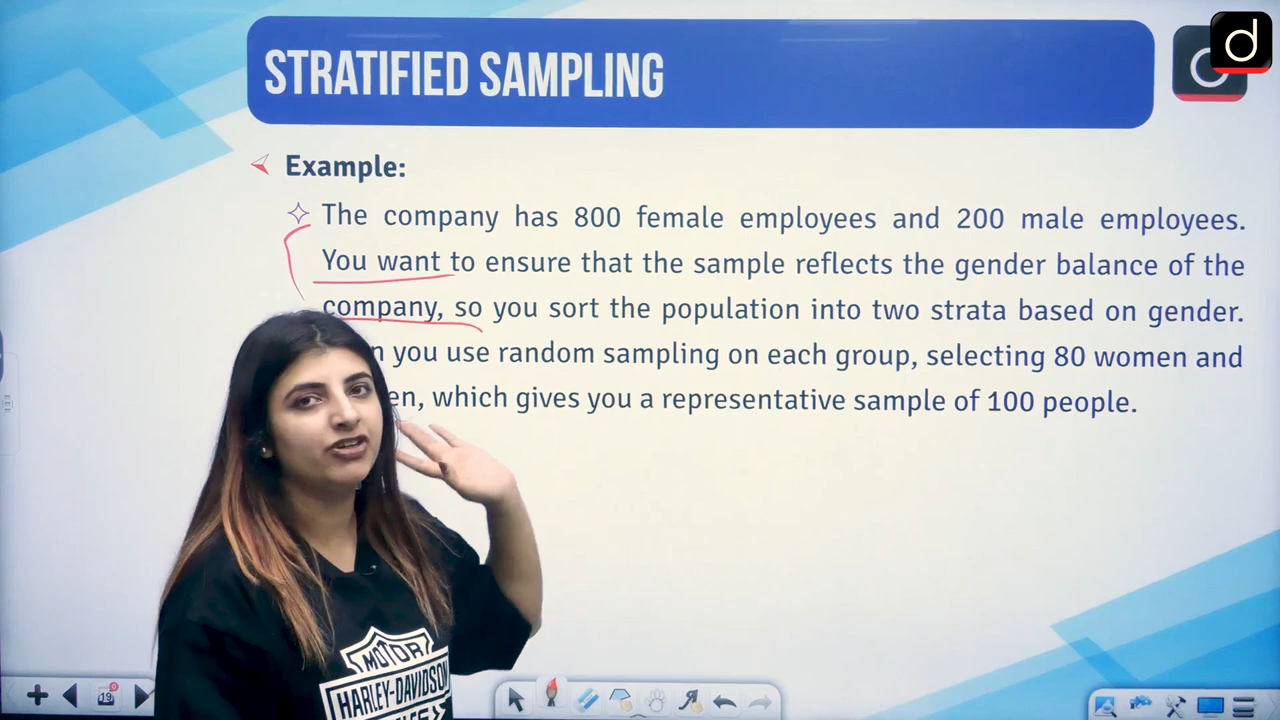 d
STRATIFIED SAMPLING
Example:
The company has 800 female employees and 200 male employees.
You want to ensure that the sample reflects the gender balance of the
company, so you sort the population into two strata based on gender.
you use random sampling on each group, selecting 80 women and
which gives you a representative sample of 100 people.
MOTOR
HARLEY-DAVIDSON
19